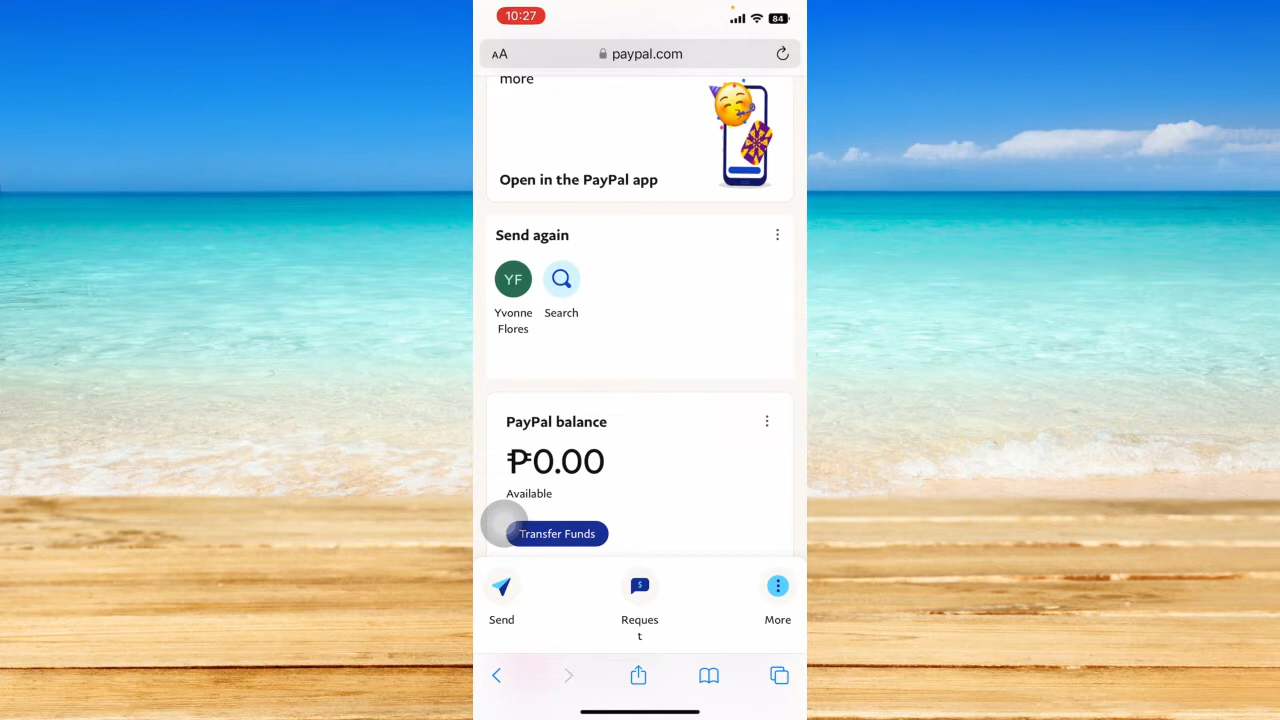 10:27
84
AA
paypal.com
more
Open in the PayPal app
Send again
YF
Yvonne
Flores
Search
PayPal balance
₱0.00
Available
Transfer Funds
Send
$
Reques
t
More